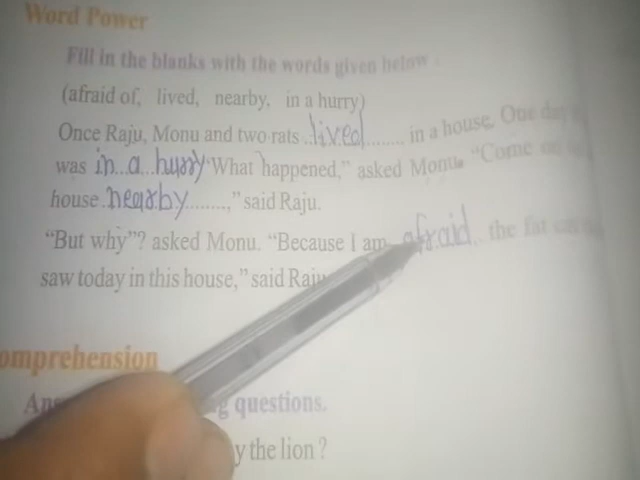 Word Power
Fill in the blanks with the words given below.
(afraid of, lived, nearby, in a hurry)
Once Raju, Monu and two rats ..lived........ in a house. One day
was in...a...hurry "What happened," asked Monu. "Come on
house.nearby........," said Raju.
"But why"? asked Monu. "Because I am afraid.. the fat
saw today in this house," said Raju
omprehension
questions.
y the lion ?